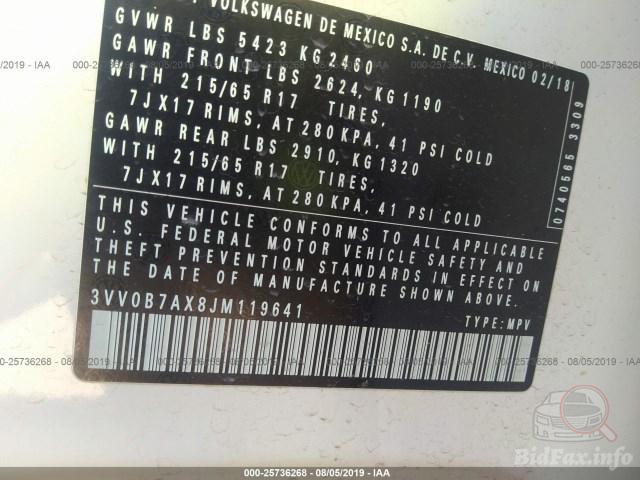 VOLKSWAGEN DE MEXICO S.A. DE C.V. MEXICO 02/18
GVWR LBS 5423 KG 2460
GAWR FRONT LBS 2624, KG 1190
WITH 215/65 R17 TIRES,
7JX17 RIMS, AT 280 KPA, 41 PSI COLD
GAWR REAR LBS 2910, KG 1320
WITH 215/65 R17 TIRES,
7JX17 RIMS, AT 280 KPA, 41 PSI COLD
THIS VEHICLE CONFORMS TO ALL APPLICABLE
U.S. FEDERAL MOTOR VEHICLE SAFETY AND
THEFT PREVENTION STANDARDS IN EFFECT ON
THE DATE OF MANUFACTURE SHOWN ABOVE.
3VV0B7AX8JM119641
TYPE: MPV
0740565 3309
000-25736268 - 08/05/2019 - IAA
BidFax.info